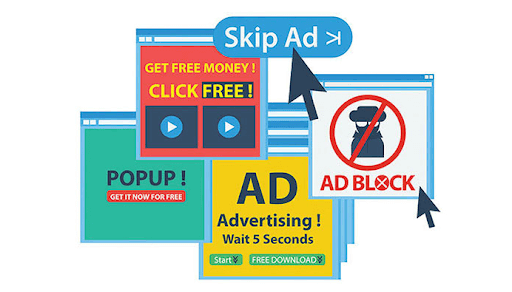 Skip Ad
GET FREE MONEY !
CLICK FREE !
POPUP !
GET IT NOW FOR FREE
AD
Advertising !
Wait 5 Seconds
Start
FREE DOWNLOAD
AD BLOCK